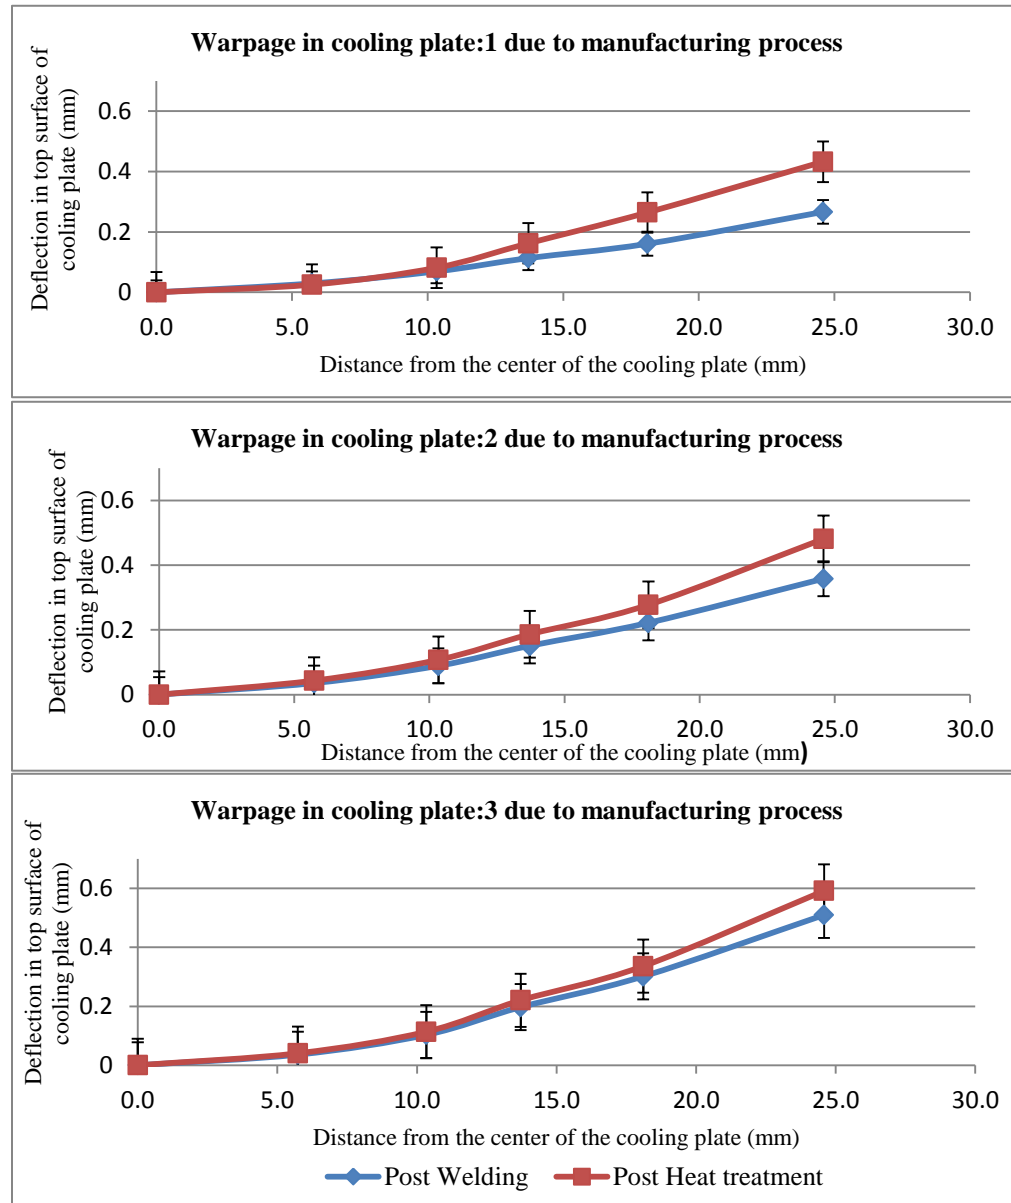 Warpage in cooling plate:1 due to manufacturing process
Deflection in top surface of
cooling plate (mm)
0.6
0.4
0.2
0
0.0 5.0 10.0 15.0 20.0 25.0 30.0
Distance from the center of the cooling plate (mm)
Warpage in cooling plate:2 due to manufacturing process
Deflection in top surface of
cooling plate (mm)
0.6
0.4
0.2
0
0.0 5.0 10.0 15.0 20.0 25.0 30.0
Distance from the center of the cooling plate (mm)
Warpage in cooling plate:3 due to manufacturing process
Deflection in top surface of
cooling plate (mm)
0.6
0.4
0.2
0
0.0 5.0 10.0 15.0 20.0 25.0 30.0
Distance from the center of the cooling plate (mm)
Post Welding Post Heat treatment